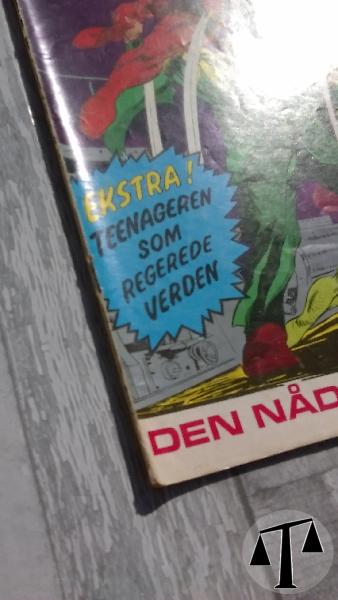 EKSTRA!
TEENAGEREN
SOM
REGEREDE
VERDEN
DEN NÅD